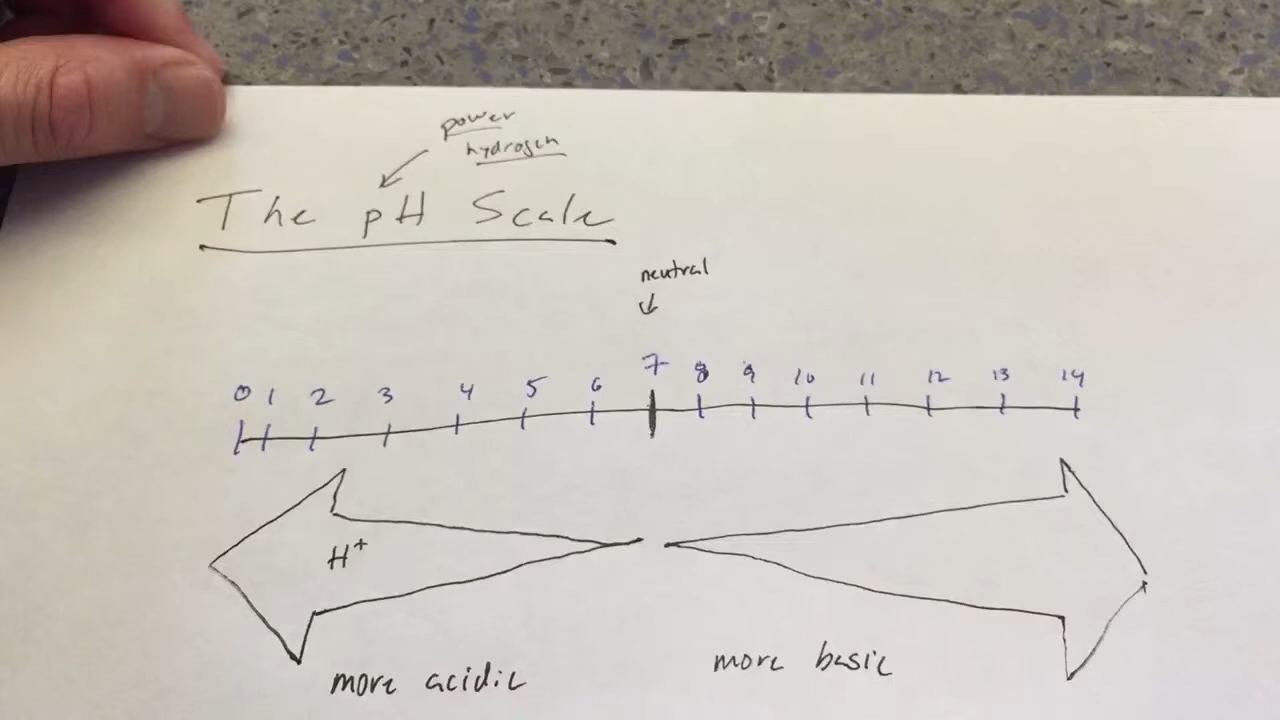 power
hydrogen
The pH Scale
neutral
0 1 2 3 4 5 6 7 8 9 10 11 12 13 14
H+
more acidic
more basic